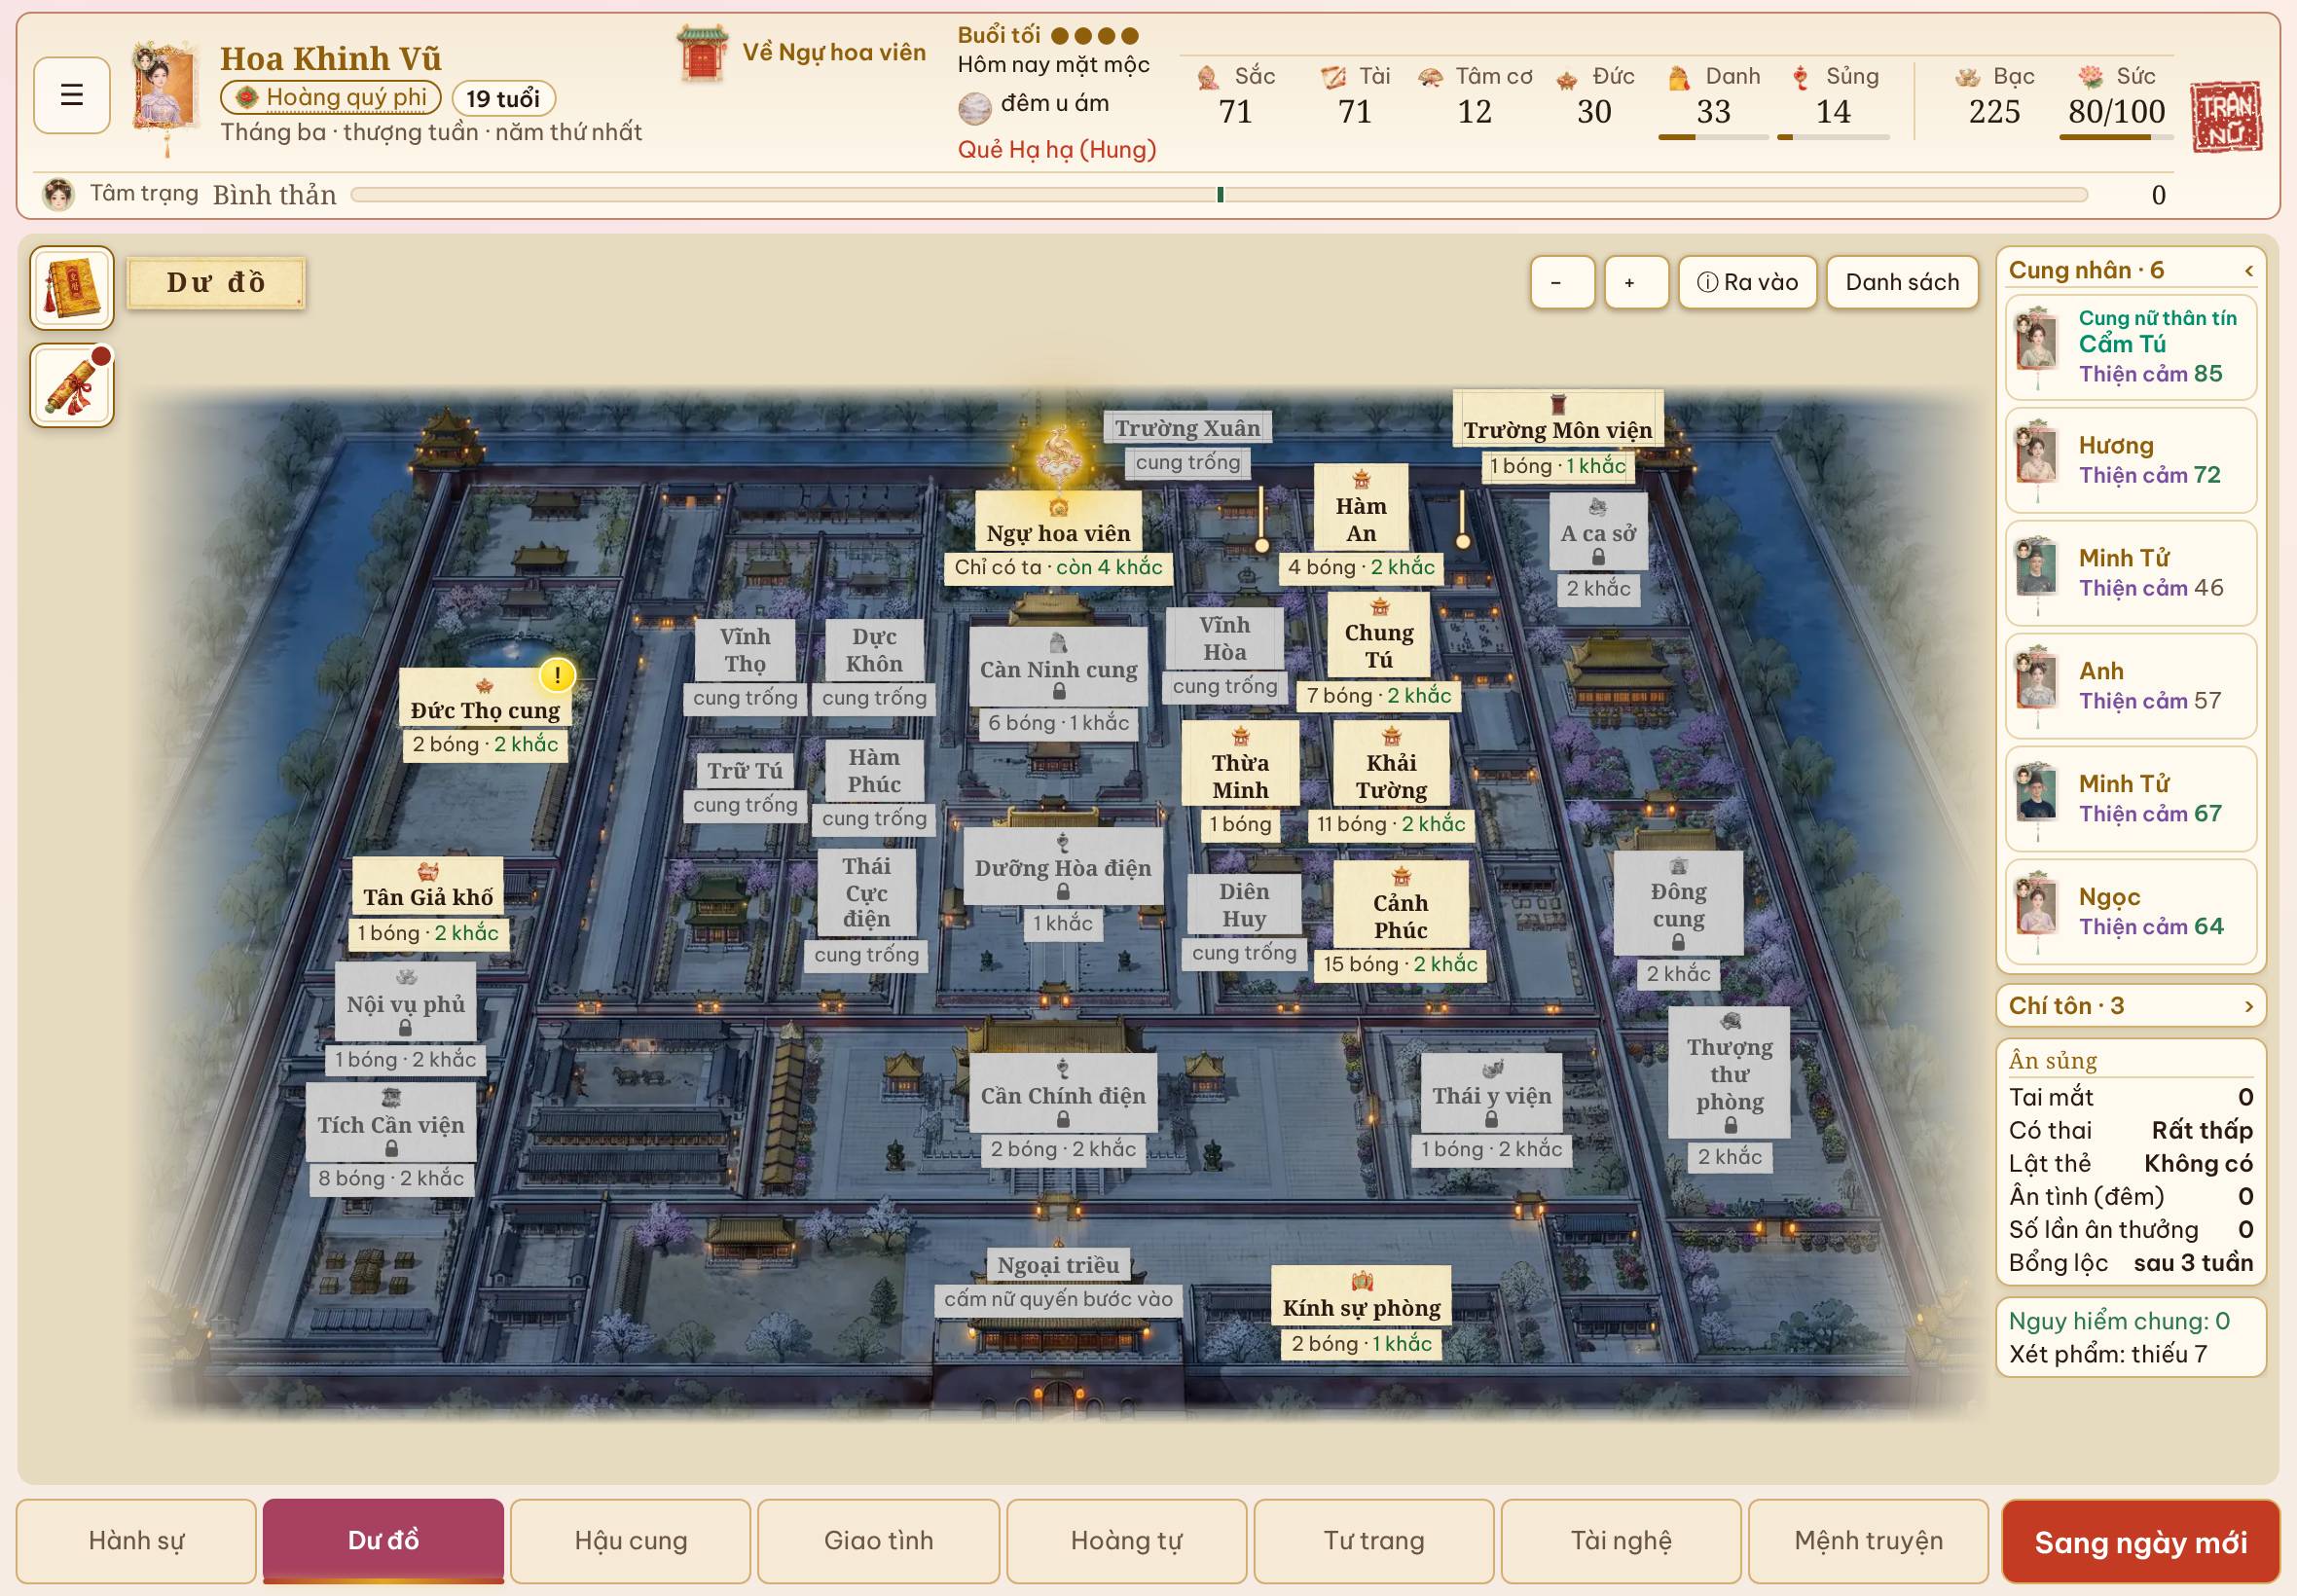 ☰
Hoa Khinh Vũ
Hoàng quý phi
19 tuổi
Tháng ba · thượng tuần · năm thứ nhất
Về Ngự hoa viên
Buổi tối
Hôm nay mặt mộc
đêm u ám
Quẻ Hạ hạ (Hung)
Sắc
71
Tài
71
Tâm cơ
12
Đức
30
Danh
33
Sủng
14
Bạc
225
Sức
80/100
TRÂN NỮ
Tâm trạng Bình thản
0
Dư đồ
−
+
ⓘ Ra vào
Danh sách
Trường Xuân
cung trống
Trường Môn viện
1 bóng · 1 khắc
Ngự hoa viên
Chỉ có ta · còn 4 khắc
Hàm
An
4 bóng · 2 khắc
A ca sở
2 khắc
Vĩnh
Thọ
cung trống
Dực
Khôn
cung trống
Càn Ninh cung
6 bóng · 1 khắc
Vĩnh
Hòa
cung trống
Chung
Tú
7 bóng · 2 khắc
!
Đức Thọ cung
2 bóng · 2 khắc
Trữ Tú
cung trống
Hàm
Phúc
cung trống
Thừa
Minh
1 bóng
Khải
Tường
11 bóng · 2 khắc
Tân Giả khố
1 bóng · 2 khắc
Thái
Cực
điện
cung trống
Dưỡng Hòa điện
1 khắc
Diên
Huy
cung trống
Cảnh
Phúc
15 bóng · 2 khắc
Đông
cung
2 khắc
Nội vụ phủ
1 bóng · 2 khắc
Tích Cần viện
8 bóng · 2 khắc
Cần Chính điện
2 bóng · 2 khắc
Thái y viện
1 bóng · 2 khắc
Thượng
thư
phòng
2 khắc
Ngoại triều
cấm nữ quyến bước vào
Kính sự phòng
2 bóng · 1 khắc
Cung nhân · 6
Cung nữ thân tín
Cẩm Tú
Thiện cảm 85
Hương
Thiện cảm 72
Minh Tử
Thiện cảm 46
Anh
Thiện cảm 57
Minh Tử
Thiện cảm 67
Ngọc
Thiện cảm 64
Chí tôn · 3
Ân sủng
Tai mắt 0
Có thai Rất thấp
Lật thẻ Không có
Ân tình (đêm) 0
Số lần ân thưởng 0
Bổng lộc sau 3 tuần
Nguy hiểm chung: 0
Xét phẩm: thiếu 7
Hành sự
Dư đồ
Hậu cung
Giao tình
Hoàng tự
Tư trang
Tài nghệ
Mệnh truyện
Sang ngày mới